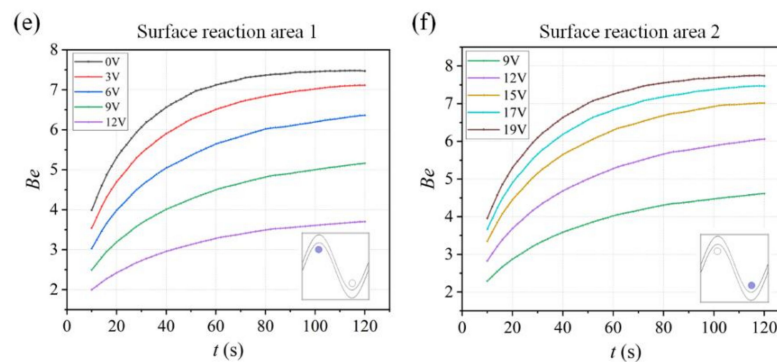 (e)
Surface reaction area 1
Be
8
7
6
5
4
3
2
0V
3V
6V
9V
12V
0 20 40 60 80 100 120
t (s)
(f)
Surface reaction area 2
Be
8
7
6
5
4
3
2
9V
12V
15V
17V
19V
0 20 40 60 80 100 120
t (s)